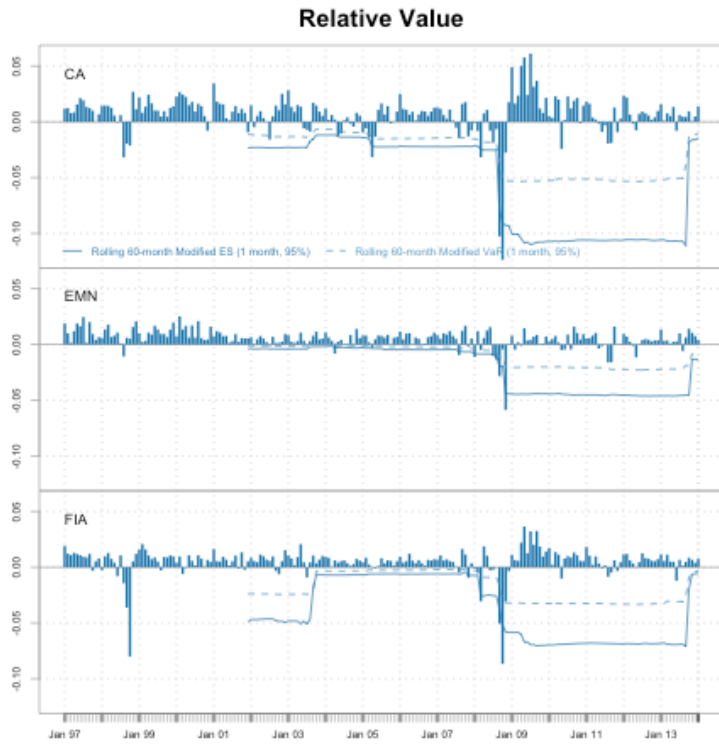 Relative Value
CA
0.05
0.00
-0.05
-0.10
Rolling 60-month Modified ES (1 month, 95%) Rolling 60-month Modified VaR (1 month, 95%)
EMN
0.05
0.00
-0.05
-0.10
FIA
0.05
0.00
-0.05
-0.10
Jan 97 Jan 99 Jan 01 Jan 03 Jan 05 Jan 07 Jan 09 Jan 11 Jan 13